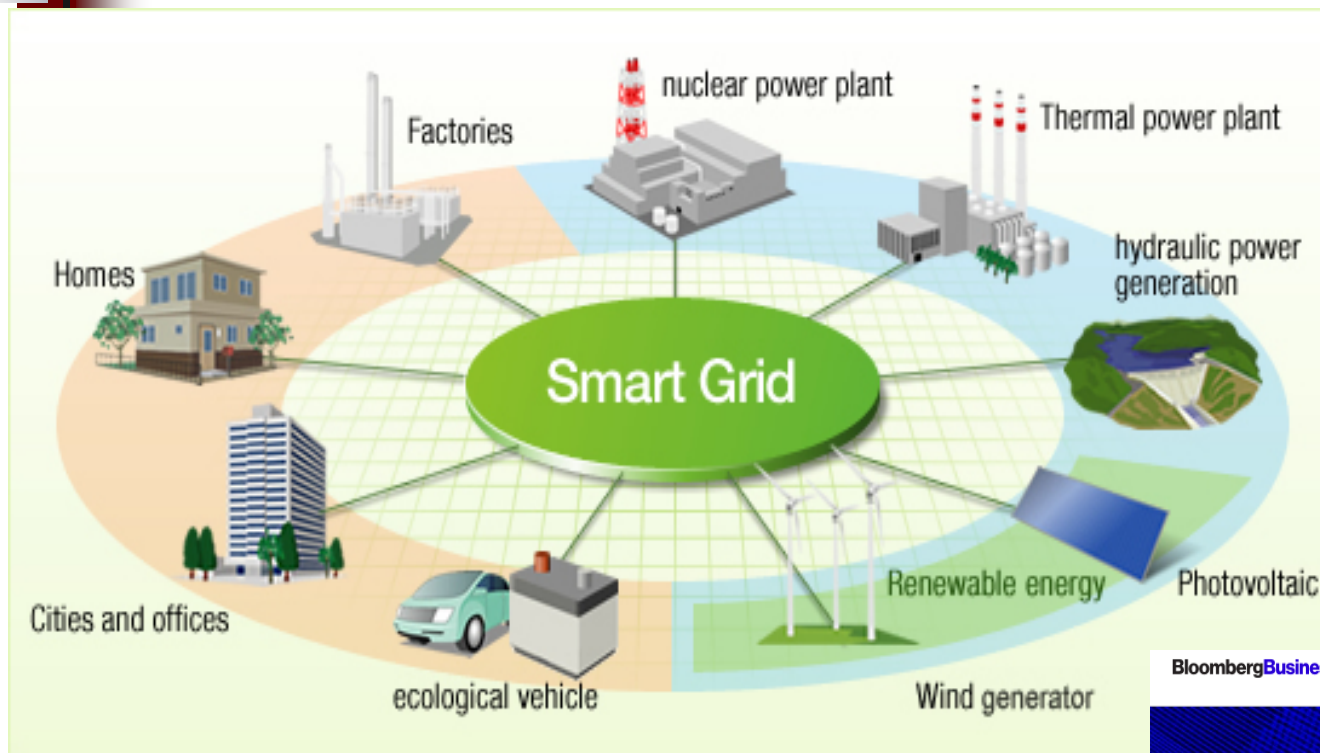 nuclear power plant
Factories
Thermal power plant
Homes
hydraulic power
generation
Smart Grid
Renewable energy
Photovoltaic
Cities and offices
ecological vehicle
Wind generator
BloombergBusine